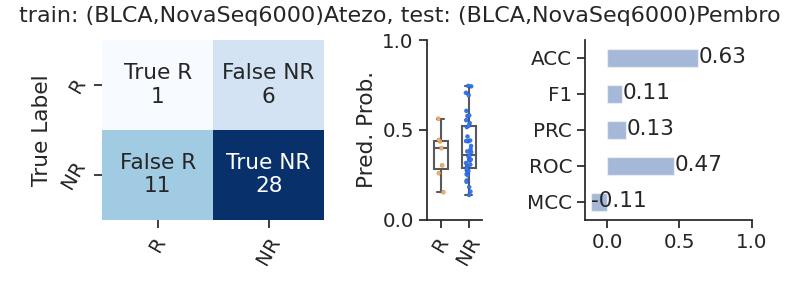 train: (BLCA,NovaSeq6000)Atezo, test: (BLCA,NovaSeq6000)Pembro
True Label
R
NR
True R
1
False NR
6
False R
11
True NR
28
R
NR
Pred. Prob.
1.0
0.5
0.0
R
NR
ACC
0.63
F1
0.11
PRC
0.13
ROC
0.47
MCC
-0.11
0.0
0.5
1.0